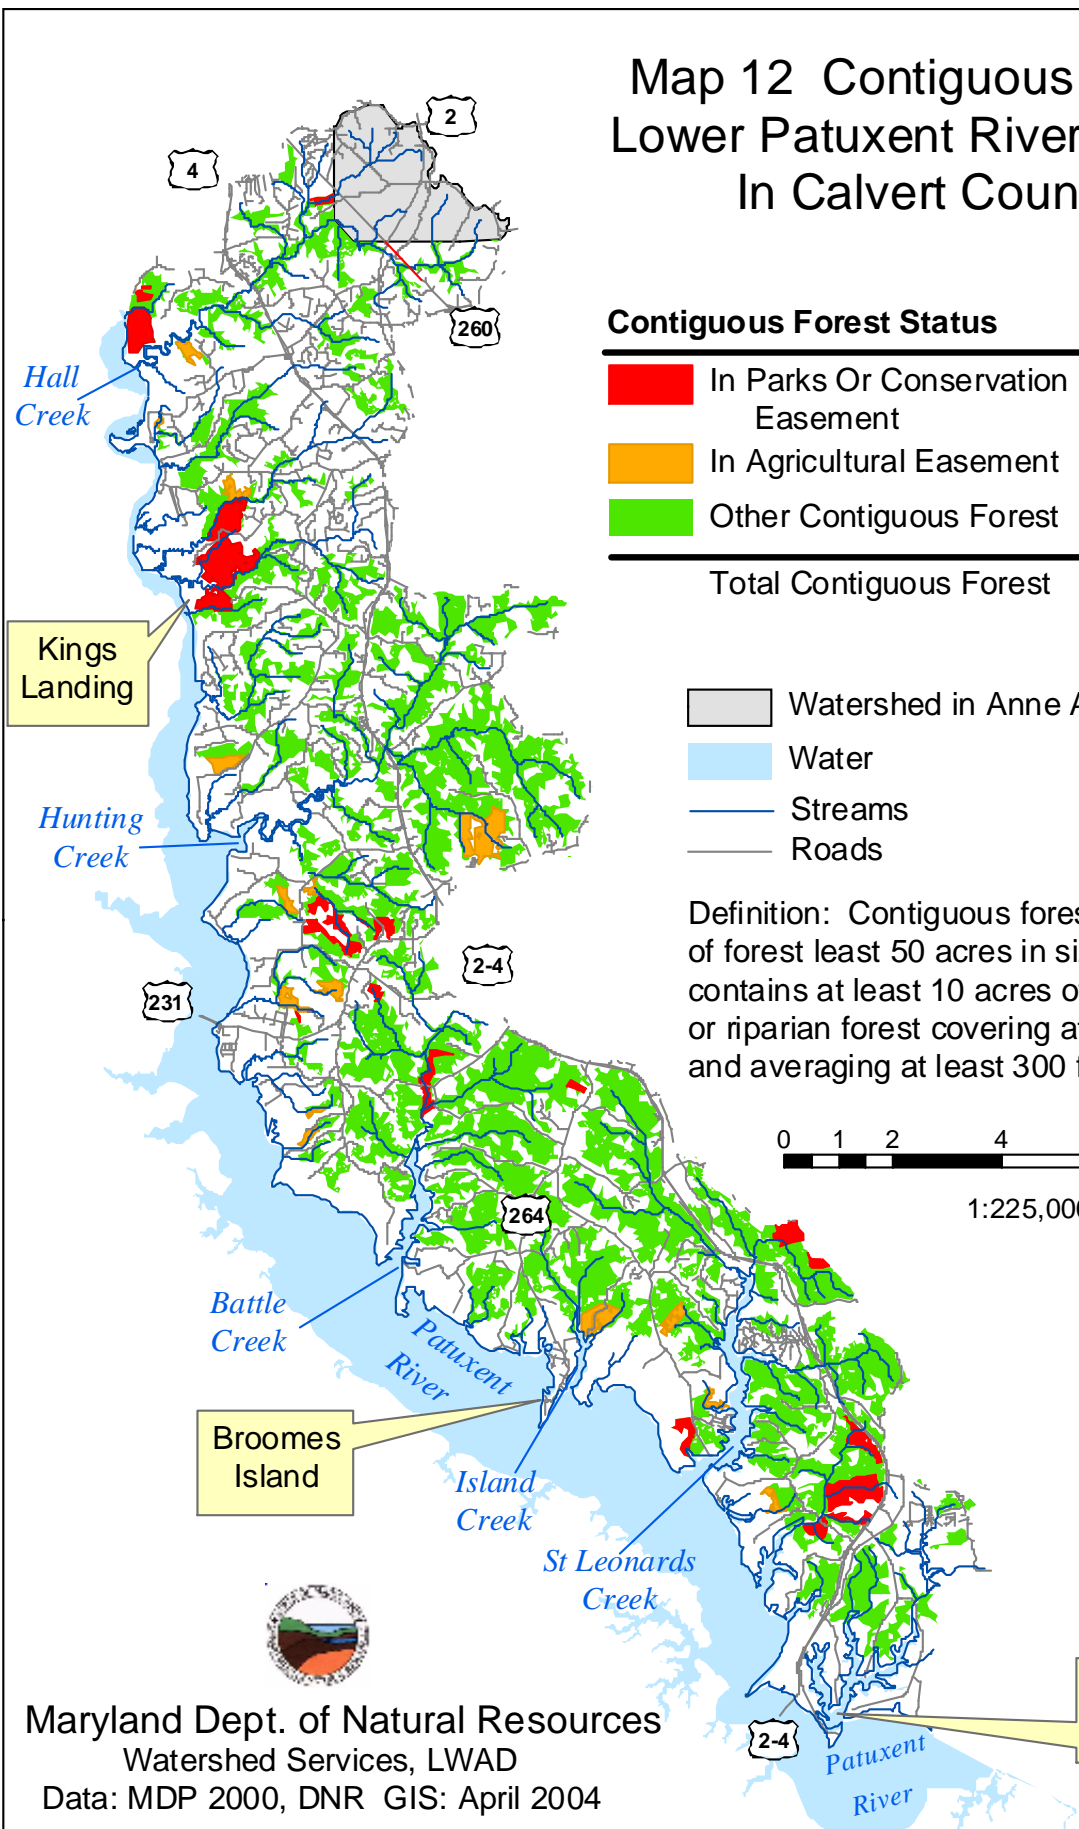 Map 12 Contiguous
Lower Patuxent River
In Calvert Coun
2
4
260
Contiguous Forest Status
In Parks Or Conservation
Easement
In Agricultural Easement
Other Contiguous Forest
Total Contiguous Forest
Hall
Creek
Kings
Landing
Watershed in Anne A
Water
Streams
Roads
Hunting
Creek
Definition: Contiguous fores
of forest least 50 acres in si
contains at least 10 acres of
or riparian forest covering at
and averaging at least 300 f
2-4
231
0 1 2 4
1:225,000
264
Battle
Creek
Patuxent
River
Broomes
Island
Island
Creek
St Leonards
Creek
Maryland Dept. of Natural Resources
Watershed Services, LWAD
Data: MDP 2000, DNR GIS: April 2004
2-4
Patuxent
River